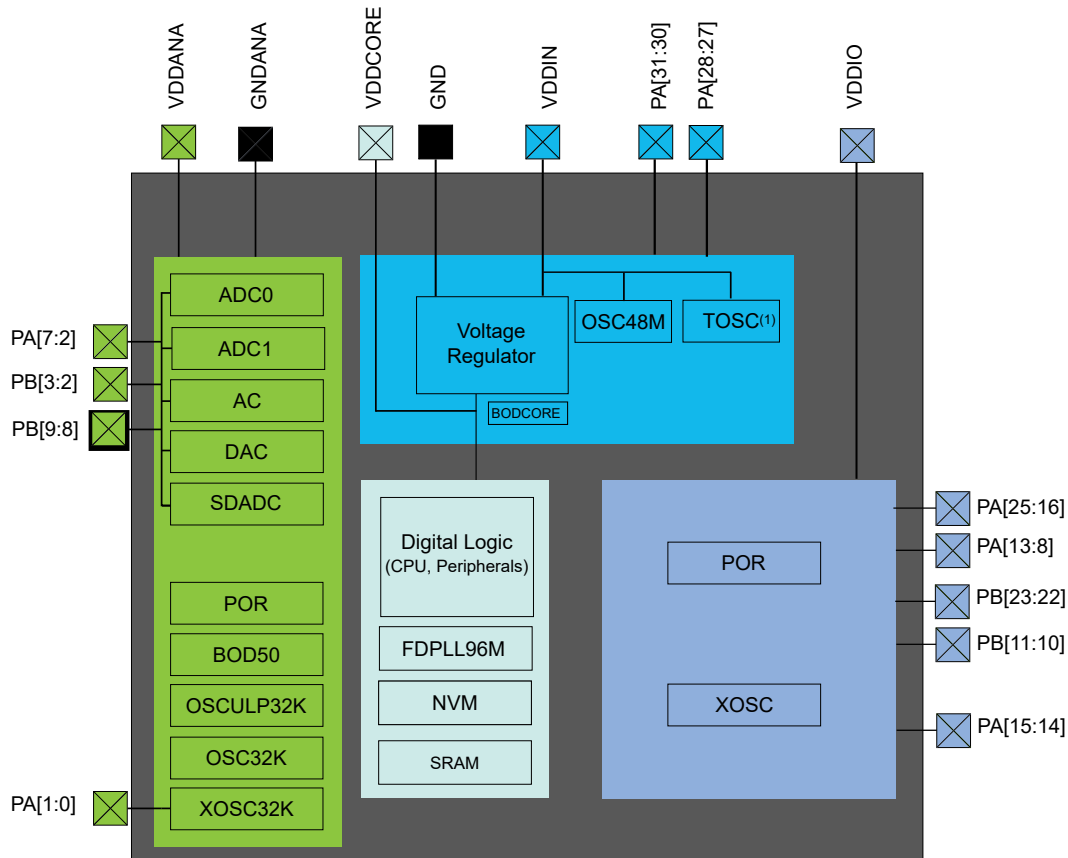 VDDANA
GNDANA
VDDCORE
GND
VDDIN
PA[31:30]
PA[28:27]
VDDIO
PA[7:2]
PB[3:2]
PB[9:8]
PA[1:0]
ADC0
ADC1
AC
DAC
SDADC
POR
BOD50
OSCULP32K
OSC32K
XOSC32K
Voltage
Regulator
OSC48M
TOSC(1)
BODCORE
Digital Logic
(CPU, Peripherals)
FDPLL96M
NVM
SRAM
POR
XOSC
PA[25:16]
PA[13:8]
PB[23:22]
PB[11:10]
PA[15:14]